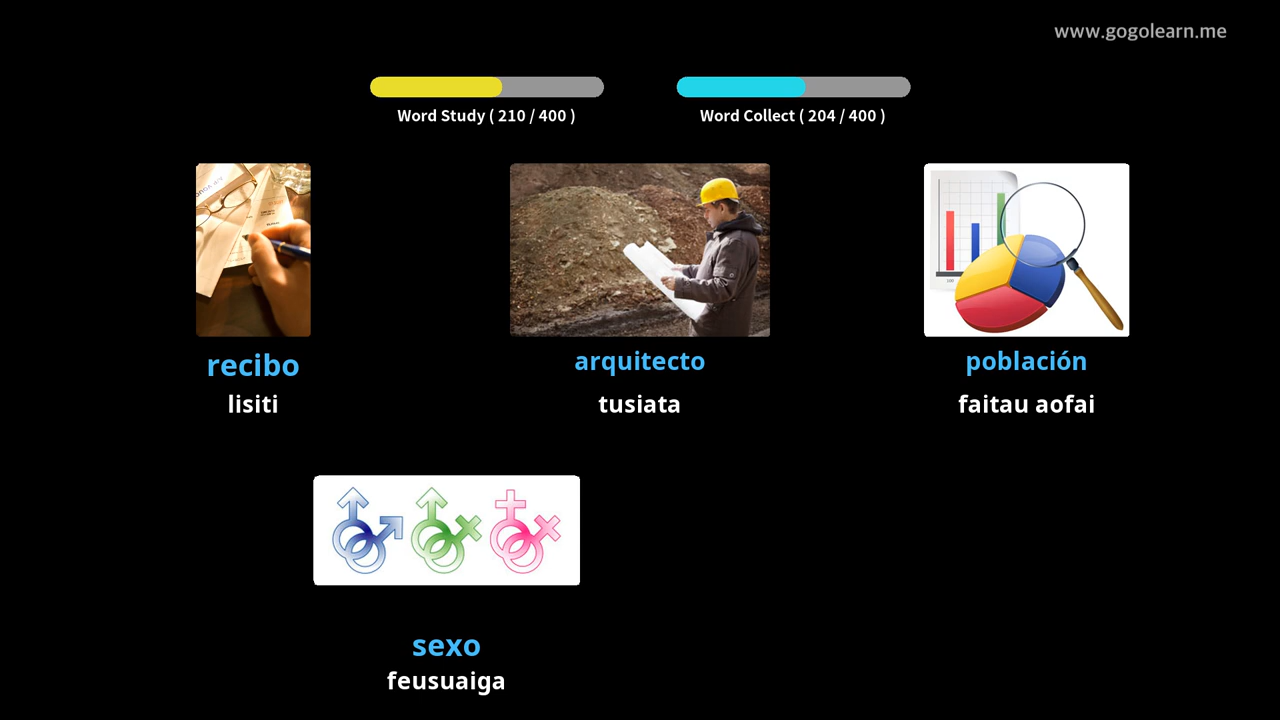 www.gogolearn.me
Word Study ( 210 / 400 )
Word Collect ( 204 / 400 )
recibo
lisiti
arquitecto
tusiata
población
faitau aofai
sexo
feusuaiga